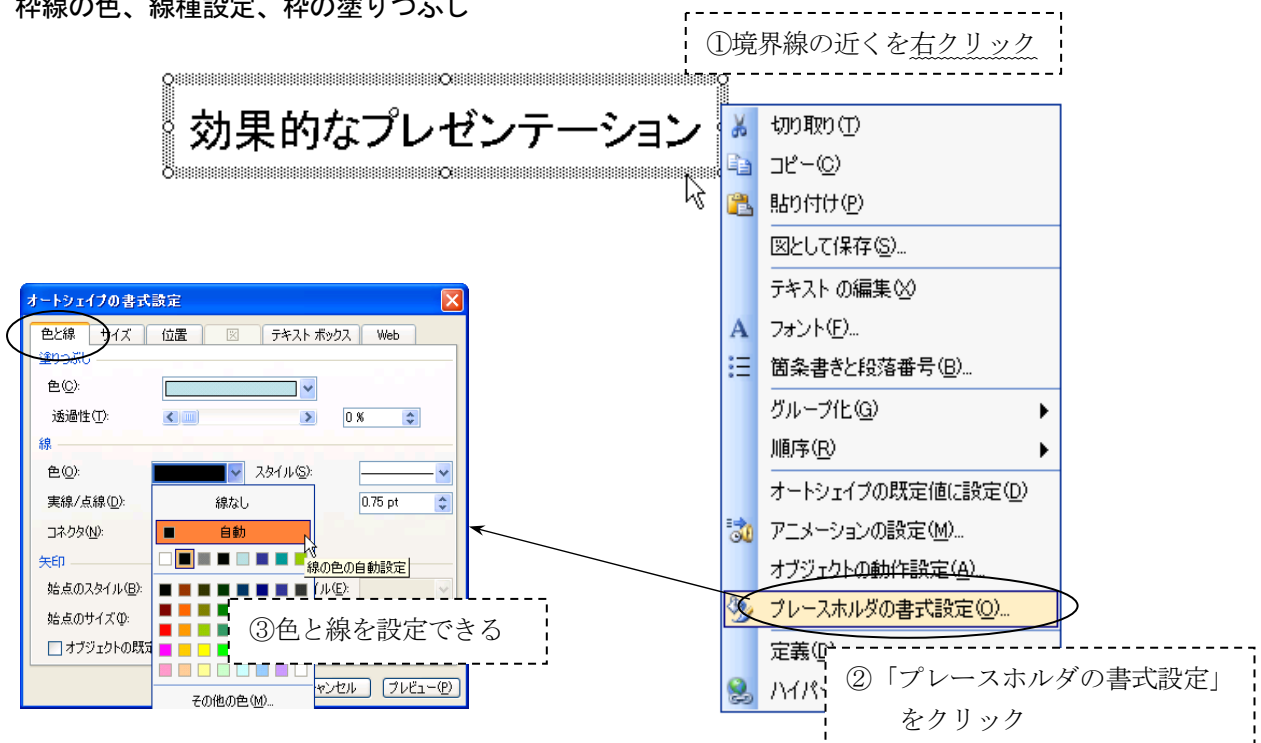 枠線の色、線種設定、枠の塗りつぶし
①境界線の近くを右クリック
効果的なプレゼンテーション
切り取り(T)
コピー(C)
貼り付け(P)
図として保存(S)...
テキスト の編集(X)
フォント(F)...
箇条書きと段落番号(B)...
グループ化(G)
順序(R)
オートシェイプの既定値に設定(D)
アニメーションの設定(M)...
オブジェクトの動作設定(A)...
プレースホルダの書式設定(O)...
定義(D)
ハイパ
②「プレースホルダの書式設定」
をクリック
オートシェイプの書式設定
色と線 サイズ 位置 図 テキスト ボックス Web
塗りつぶし
色(C):
透過性(T): 0 %
線
色(O): スタイル(S):
実線/点線(D): 線なし 0.75 pt
コネクタ(N): 自動
矢印
線の色の自動設定
始点のスタイル(B): イル(E):
始点のサイズ(I):
③色と線を設定できる
オブジェクトの既定
その他の色(M)...
ャンセル プレビュー(P)